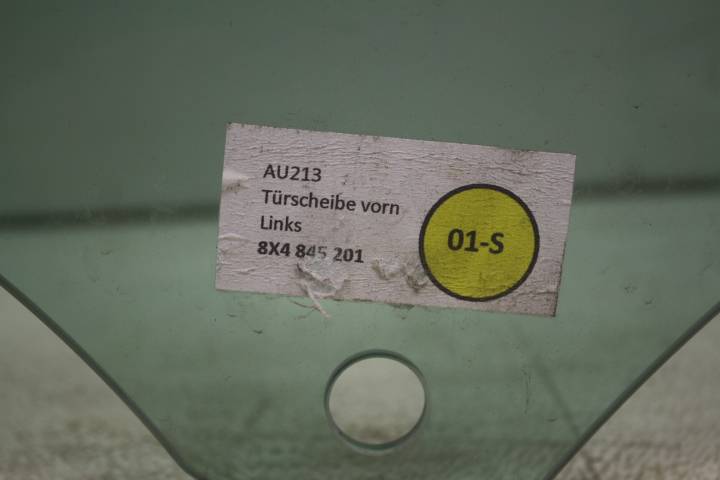 AU213
Türscheibe vorn
Links
8X4 845 201
01-S